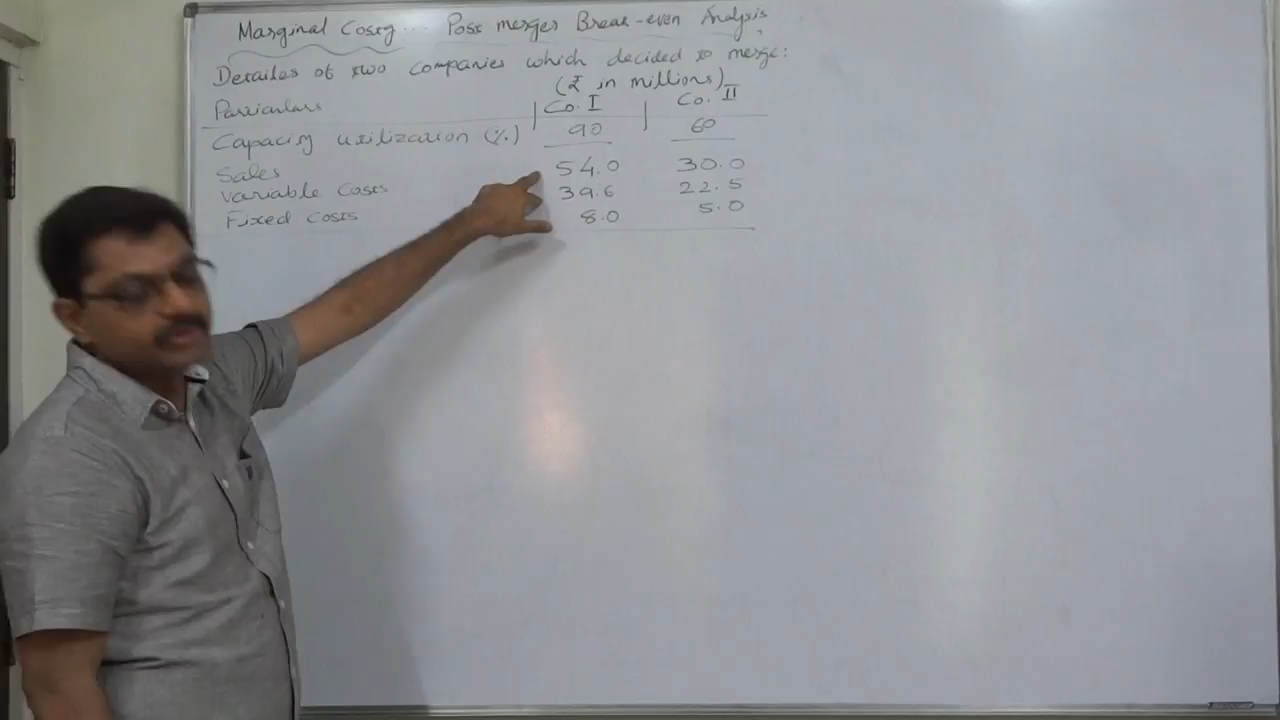 Marginal Costg ... Post merger Break-even Analysis
Details of two companies which decided to merge:
(₹ in millions)
Particulars Co. I Co. II
Capacity utilization (%) 90 60
Sales 54.0 30.0
Variable Costs 39.6 22.5
Fixed Costs 8.0 5.0